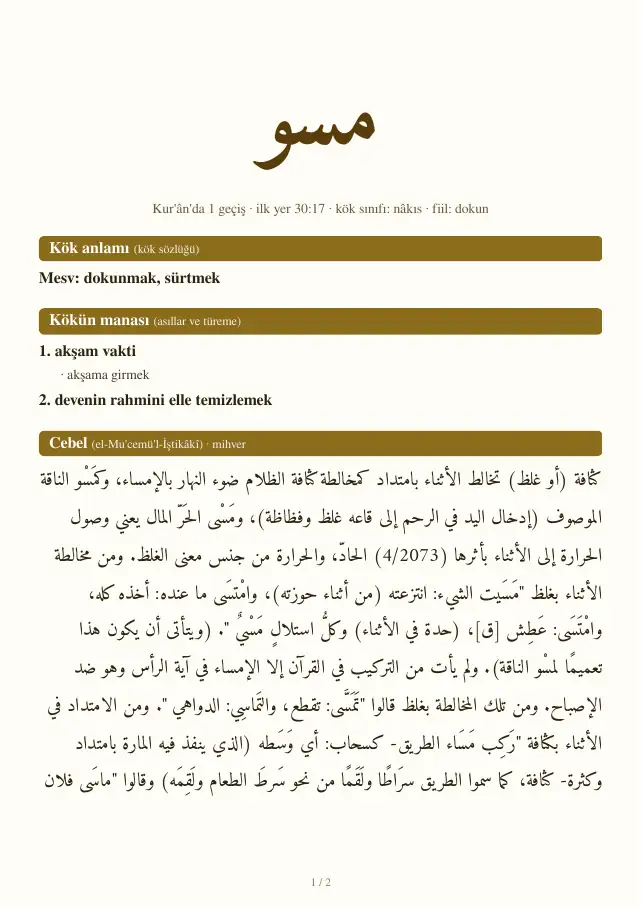 مسو
Kur'ân'da 1 geçiş · ilk yer 30:17 · kök sınıfı: nâkıs · fiil: dokun
Kök anlamı (kök sözlüğü)
Mesv: dokunmak, sürtmek
Kökün manası (asıllar ve türeme)
1. akşam vakti
· akşama girmek
2. devenin rahmini elle temizlemek
Cebel (el-Mu'cemü'l-İştikâkî) · mihver
كثافة (أو غلظ) تخالط الأثناء بامتداد كمخالطة كثافة الظلام ضوء النهار بالإمساء، وكمَسْو الناقة
الموصوف (إدخال اليد في الرحم إلى قاعه غلظ وفظاظة)، ومَسْى الحَرّ المال يعني وصول
الحرارة إلى الأثناء بأثرها (4/2073) الحادّ، والحرارة من جنس معنى الغلظ. ومن مخالطة
الأثناء بغلظ "مَسَيت الشيء: انتزعته (من أثناء حوزته)، وامْتسَى ما عنده: أخذه كله،
وامْتَسَى: عَطِش [ق]، (حدة في الأثناء) وكلُّ استلالٍ مَسْيٌ ". (ويتأتى أن يكون هذا
تعميمًا لمسْو الناقة). ولم يأت من التركيب في القرآن إلا الإمساء في آية الرأس وهو ضد
الإصباح. ومن تلك المخالطة بغلظ قالوا "تَمَسَّى: تقطع، والتَماسِي: الدواهي ". ومن الامتداد في
الأثناء بكثافة "رَكِب مَسَاء الطريق- كسحاب: أي وَسَطه (الذي ينفذ فيه المارة بامتداد
وكثرة- كثافة، كما سموا الطريق سرَاطًا ولَقَمًا من نحو سَرطَ الطعام ولَقِمَه) وقالوا "ماسَى فلان
1 / 2